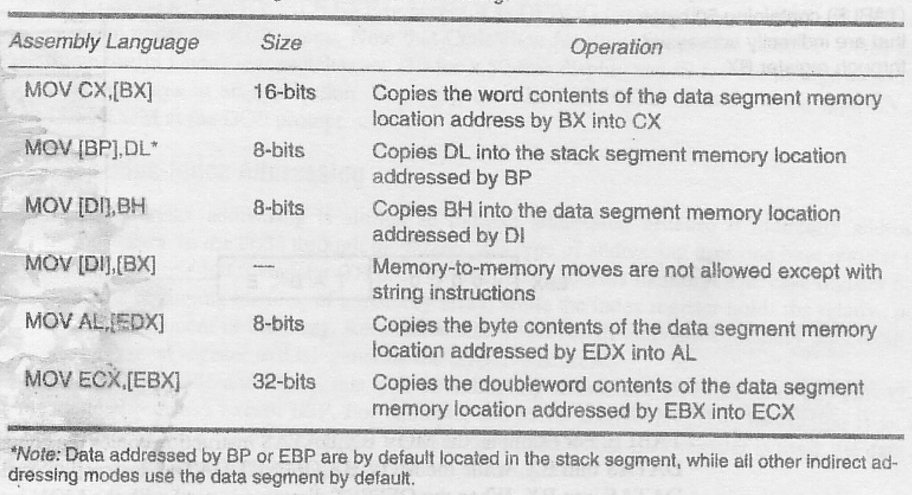 Assembly Language Size Operation
MOV CX,[BX] 16-bits Copies the word contents of the data segment memory
location address by BX into CX
MOV [BP],DL* 8-bits Copies DL into the stack segment memory location
addressed by BP
MOV [DI],BH 8-bits Copies BH into the data segment memory location
addressed by DI
MOV [DI],[BX] — Memory-to-memory moves are not allowed except with
string instructions
MOV AL,[EDX] 8-bits Copies the byte contents of the data segment memory
location addressed by EDX into AL
MOV ECX,[EBX] 32-bits Copies the doubleword contents of the data segment
memory location addressed by EBX into ECX
*Note: Data addressed by BP or EBP are by default located in the stack segment, while all other indirect ad-
dressing modes use the data segment by default.